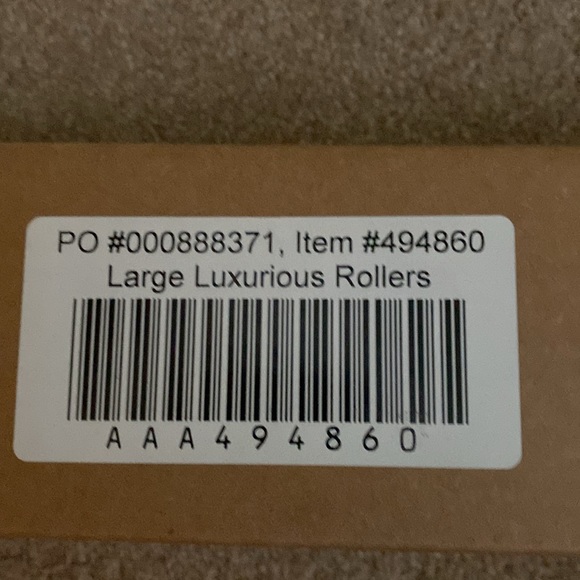 PO #000888371, Item #494860
Large Luxurious Rollers
AAA494860